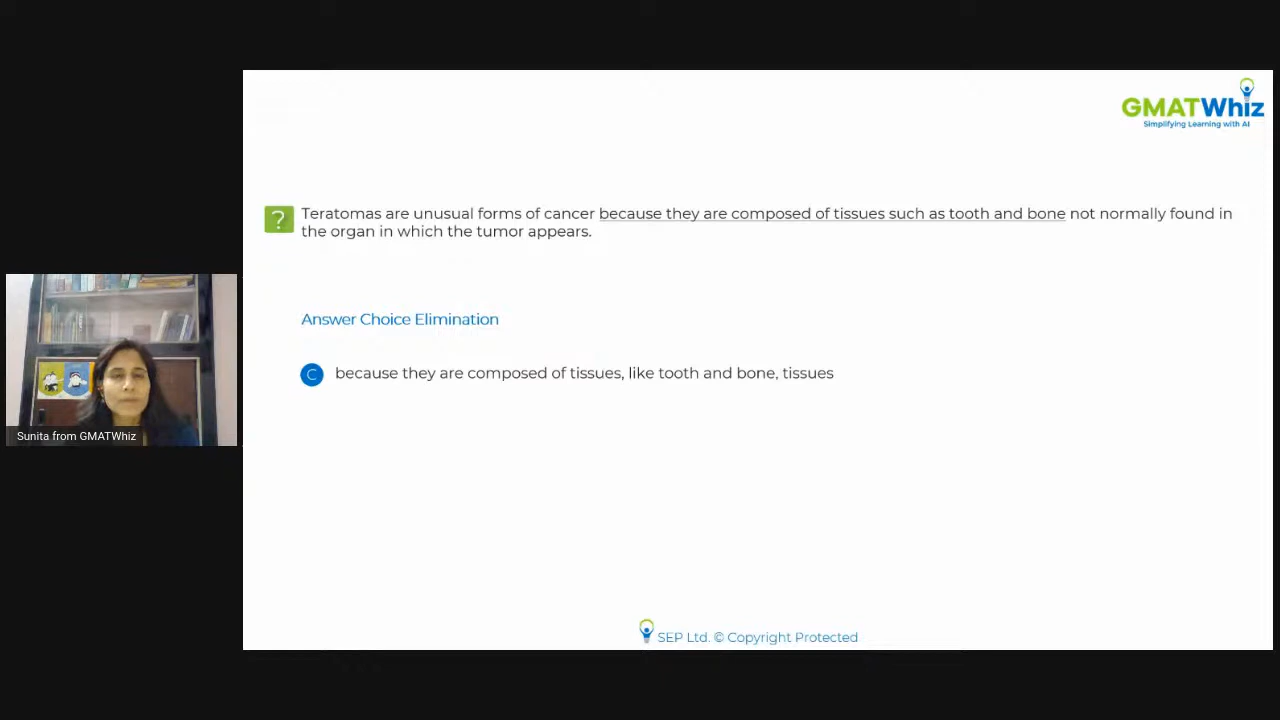 GMATWhiz
Simplifying Learning with AI
? Teratomas are unusual forms of cancer because they are composed of tissues such as tooth and bone not normally found in
the organ in which the tumor appears.
Answer Choice Elimination
C because they are composed of tissues, like tooth and bone, tissues
Sunita from GMATWhiz
SEP Ltd. © Copyright Protected